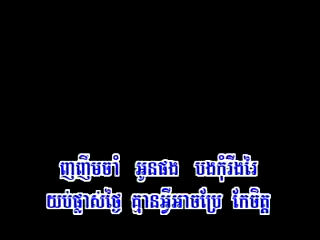 ញញឹមចាំ អូនផង បងកុំរីងរៃ
យប់ផ្លាស់ថ្ងៃ គ្មានអ្វីអាចប្រែ កែចិត្ត